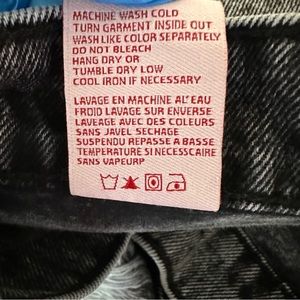 MACHINE WASH COLD
TURN GARMENT INSIDE OUT
WASH LIKE COLOR SEPARATELY
DO NOT BLEACH
HANG DRY OR
TUMBLE DRY LOW
COOL IRON IF NECESSARY
LAVAGE EN MACHINE AL'EAU
FROID LAVAGE SUR ENVERSE
LAVEAGE AVEC DES COULEURS
SANS JAVEL SECHAGE
SUSPENDU REPASSE A BASSE
TEMPERATURE SI NECESSCAIRE
SANS VAPEURP